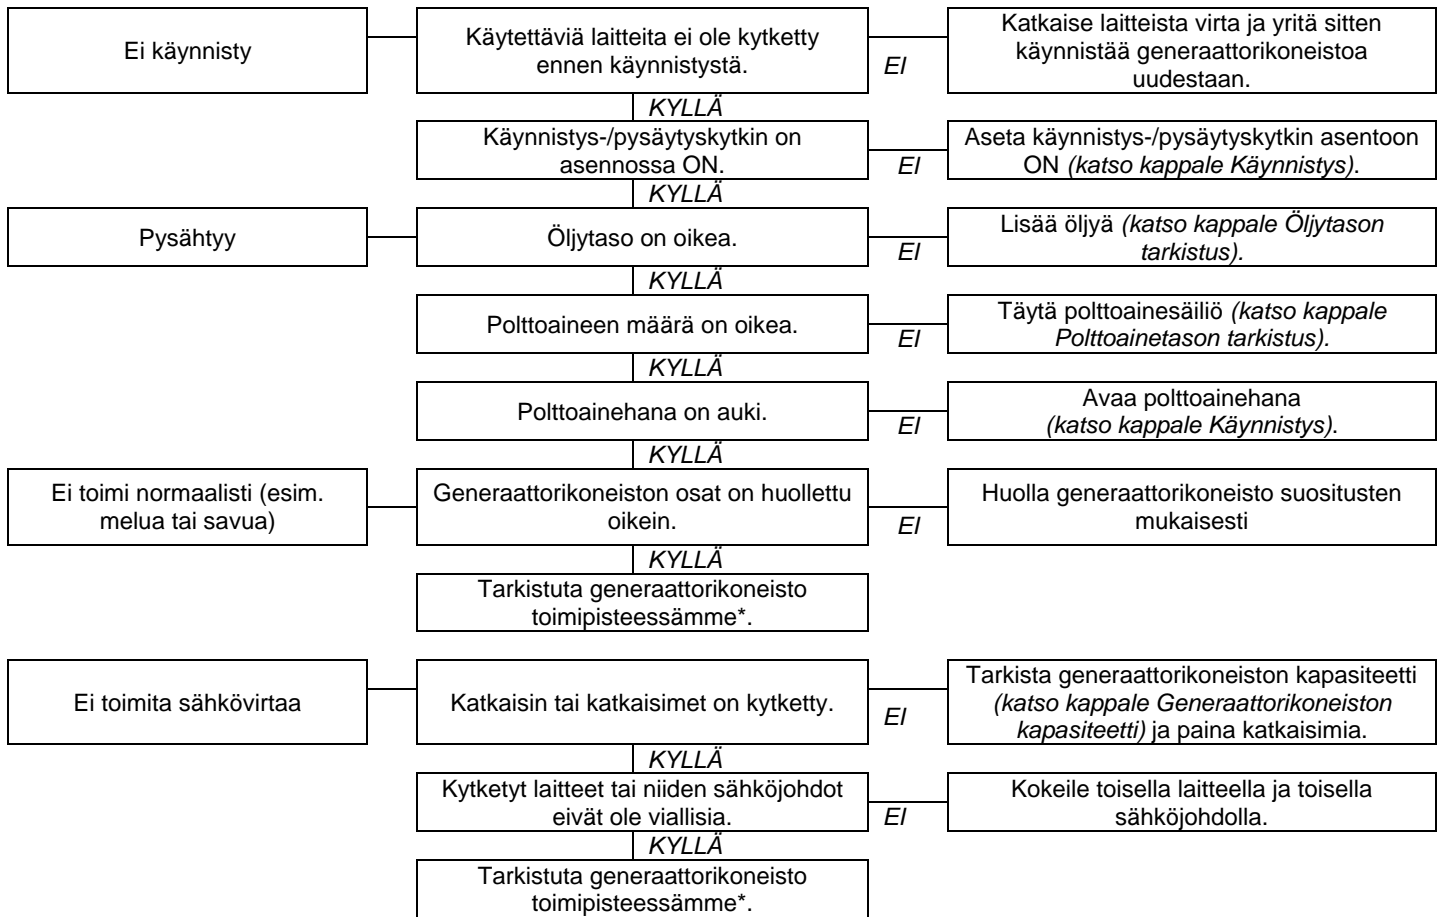 Ei käynnisty
Käytettäviä laitteita ei ole kytketty
ennen käynnistystä.
EI
Katkaise laitteista virta ja yritä sitten
käynnistää generaattorikoneistoa
uudestaan.
KYLLÄ
Käynnistys-/pysäytyskytkin on
asennossa ON.
EI
Aseta käynnistys-/pysäytyskytkin asentoon
ON (katso kappale Käynnistys).
KYLLÄ
Pysähtyy
Öljytaso on oikea.
EI
Lisää öljyä (katso kappale Öljytason
tarkistus).
KYLLÄ
Polttoaineen määrä on oikea.
EI
Täytä polttoainesäiliö (katso kappale
Polttoainetason tarkistus).
KYLLÄ
Polttoainehana on auki.
EI
Avaa polttoainehana
(katso kappale Käynnistys).
KYLLÄ
Ei toimi normaalisti (esim.
melua tai savua)
Generaattorikoneiston osat on huollettu
oikein.
EI
Huolla generaattorikoneisto suositusten
mukaisesti
KYLLÄ
Tarkistuta generaattorikoneisto
toimipisteessämme*.
Ei toimita sähkövirtaa
Katkaisin tai katkaisimet on kytketty.
EI
Tarkista generaattorikoneiston kapasiteetti
(katso kappale Generaattorikoneiston
kapasiteetti) ja paina katkaisimia.
KYLLÄ
Kytketyt laitteet tai niiden sähköjohdot
eivät ole viallisia.
EI
Kokeile toisella laitteella ja toisella
sähköjohdolla.
KYLLÄ
Tarkistuta generaattorikoneisto
toimipisteessämme*.